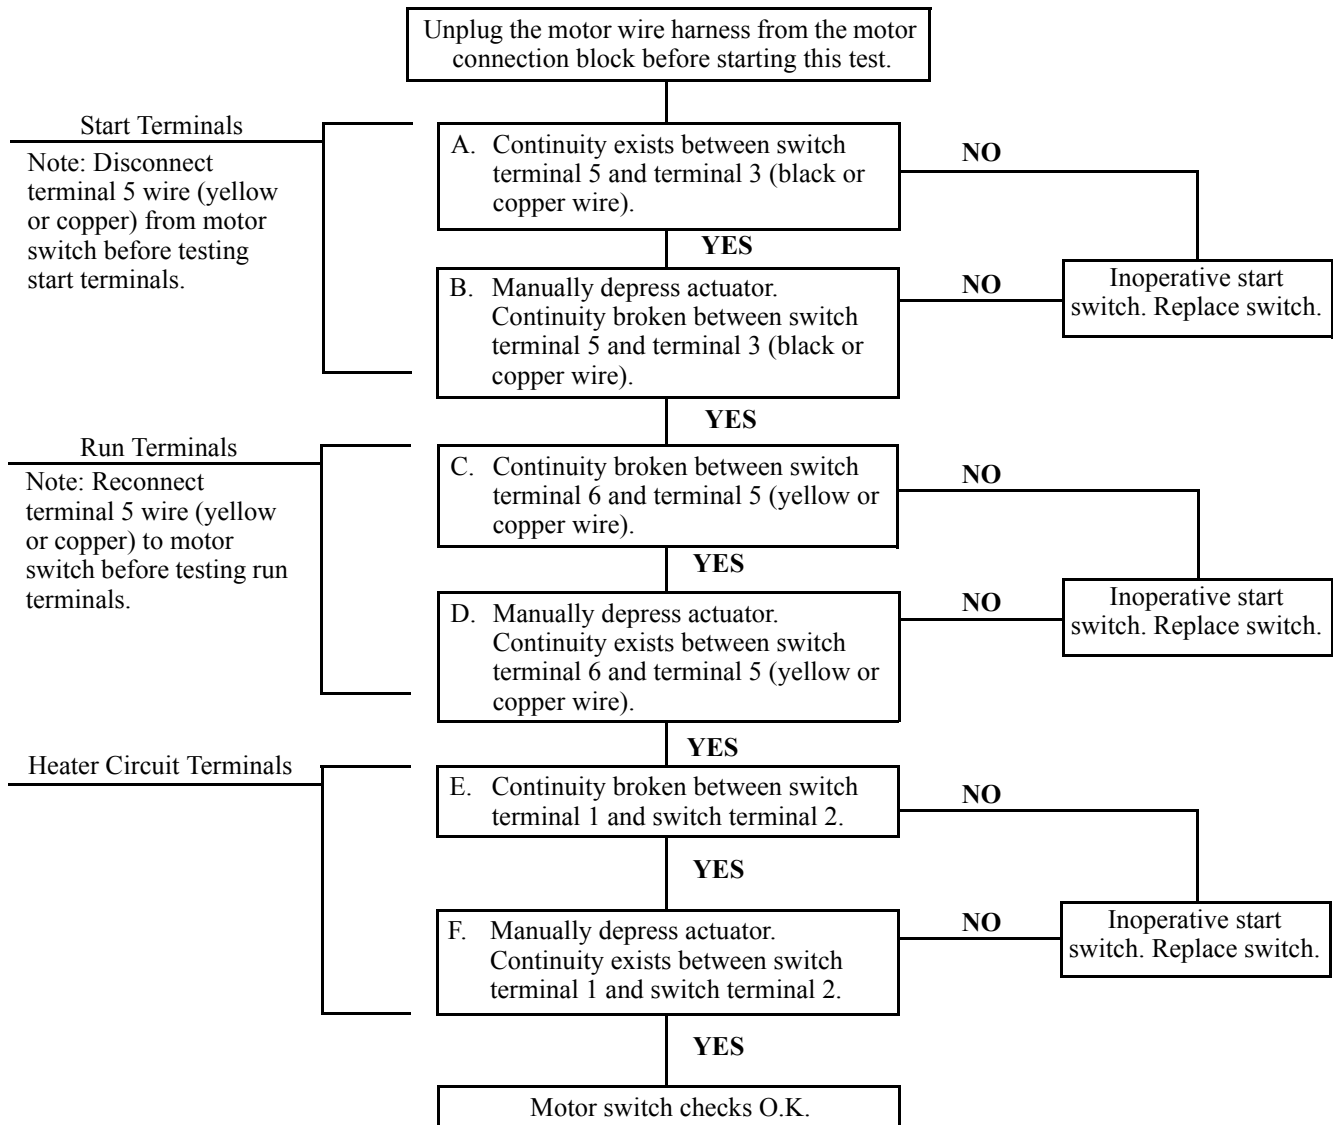 Unplug the motor wire harness from the motor
connection block before starting this test.
Start Terminals
Note: Disconnect
terminal 5 wire (yellow
or copper) from motor
switch before testing
start terminals.
A. Continuity exists between switch
terminal 5 and terminal 3 (black or
copper wire).
NO
YES
B. Manually depress actuator.
Continuity broken between switch
terminal 5 and terminal 3 (black or
copper wire).
NO
Inoperative start
switch. Replace switch.
YES
Run Terminals
Note: Reconnect
terminal 5 wire (yellow
or copper) to motor
switch before testing run
terminals.
C. Continuity broken between switch
terminal 6 and terminal 5 (yellow or
copper wire).
NO
YES
D. Manually depress actuator.
Continuity exists between switch
terminal 6 and terminal 5 (yellow or
copper wire).
NO
Inoperative start
switch. Replace switch.
YES
Heater Circuit Terminals
E. Continuity broken between switch
terminal 1 and switch terminal 2.
NO
YES
F. Manually depress actuator.
Continuity exists between switch
terminal 1 and switch terminal 2.
NO
Inoperative start
switch. Replace switch.
YES
Motor switch checks O.K.